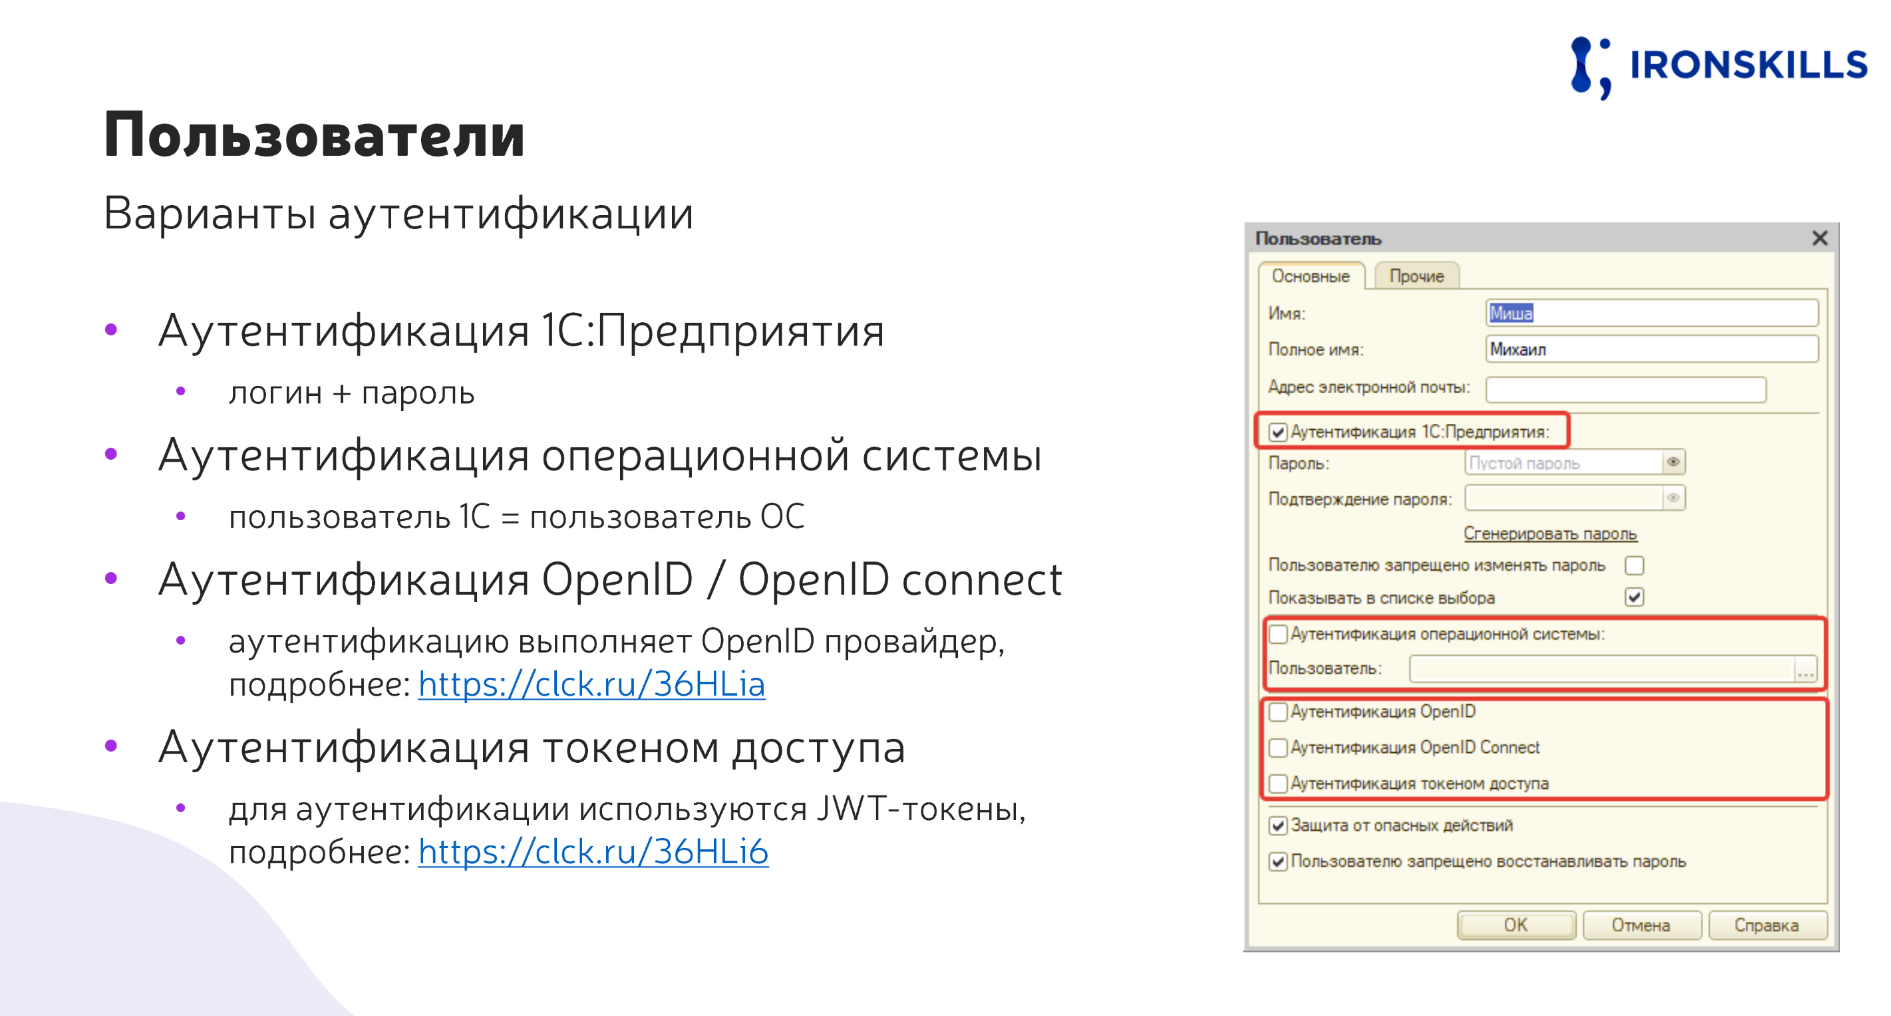 IRONSKILLS
Пользователи
Варианты аутентификации
• Аутентификация 1С:Предприятия
• логин + пароль
• Аутентификация операционной системы
• пользователь 1С = пользователь ОС
• Аутентификация OpenID / OpenID connect
• аутентификацию выполняет OpenID провайдер,
подробнее: https://clck.ru/36HLia
• Аутентификация токеном доступа
• для аутентификации используются JWT-токены,
подробнее: https://clck.ru/36HLi6
Пользователь
Основные Прочие
Имя: Миша
Полное имя: Михаил
Адрес электронной почты:
Аутентификация 1С:Предприятия:
Пароль: Пустой пароль
Подтверждение пароля:
Сгенерировать пароль
Пользователю запрещено изменять пароль
Показывать в списке выбора
Аутентификация операционной системы:
Пользователь: ...
Аутентификация OpenID
Аутентификация OpenID Connect
Аутентификация токеном доступа
Защита от опасных действий
Пользователю запрещено восстанавливать пароль
OK Отмена Справка